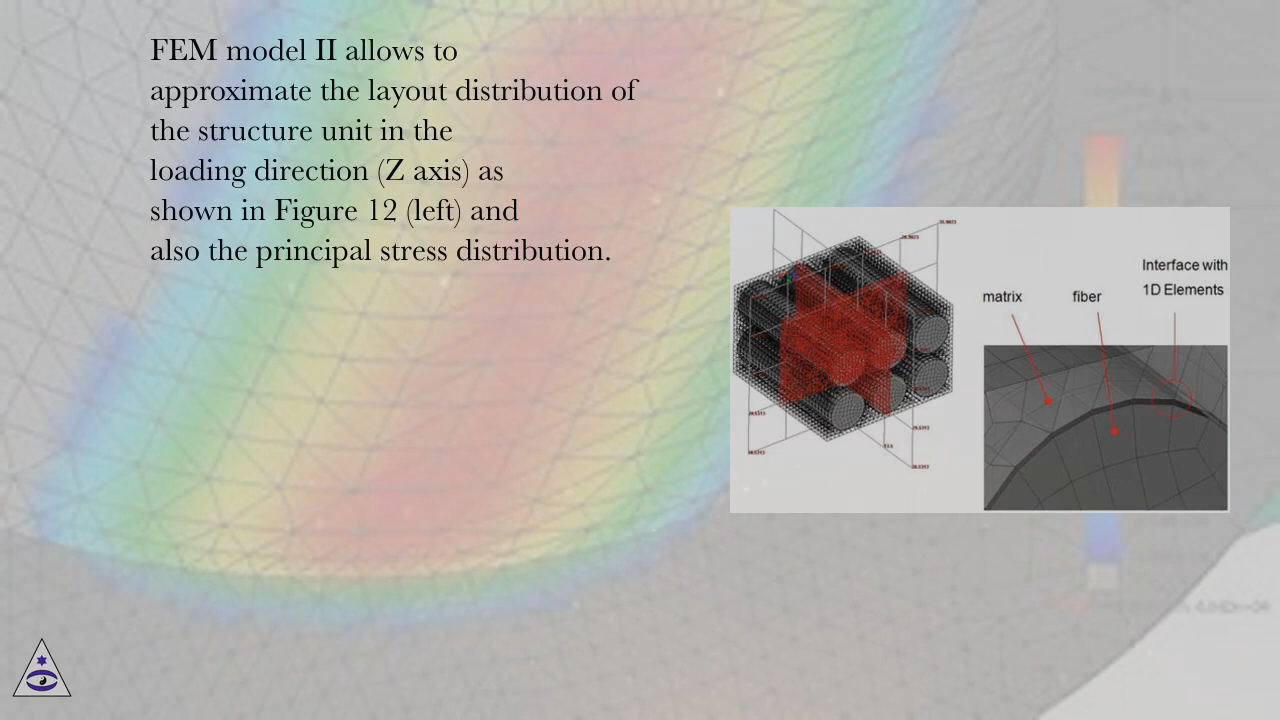 FEM model II allows to
approximate the layout distribution of
the structure unit in the
loading direction (Z axis) as
shown in Figure 12 (left) and
also the principal stress distribution.
Interface with
1D Elements
matrix
fiber